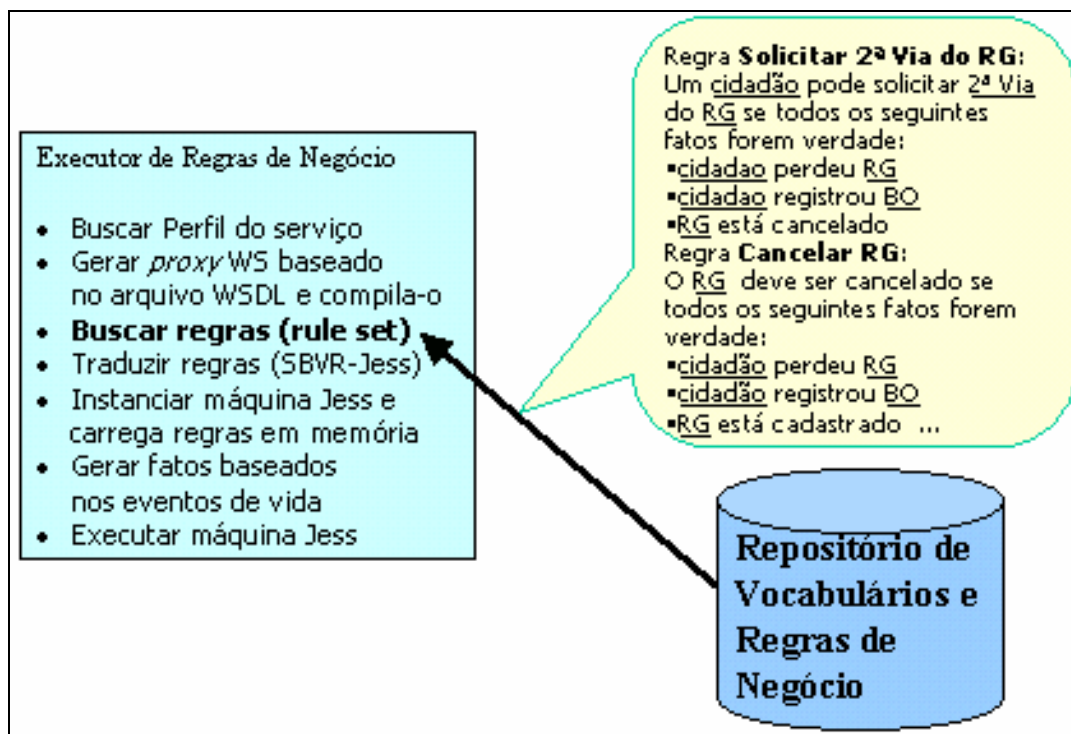 Executor de Regras de Negócio
• Buscar Perfil do serviço
• Gerar proxy WS baseado
no arquivo WSDL e compila-o
• Buscar regras (rule set)
• Traduzir regras (SBVR-Jess)
• Instanciar máquina Jess e
carrega regras em memória
• Gerar fatos baseados
nos eventos de vida
• Executar máquina Jess
Regra Solicitar 2ª Via do RG:
Um cidadão pode solicitar 2ª Via
do RG se todos os seguintes
fatos forem verdade:
▪cidadao perdeu RG
▪cidadao registrou BO
▪RG está cancelado
Regra Cancelar RG:
O RG deve ser cancelado se
todos os seguintes fatos forem
verdade:
▪cidadão perdeu RG
▪cidadão registrou BO
▪RG está cadastrado ...
Repositório de
Vocabulários e
Regras de
Negócio